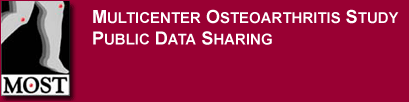 MULTICENTER OSTEOARTHRITIS STUDY
PUBLIC DATA SHARING
MOST